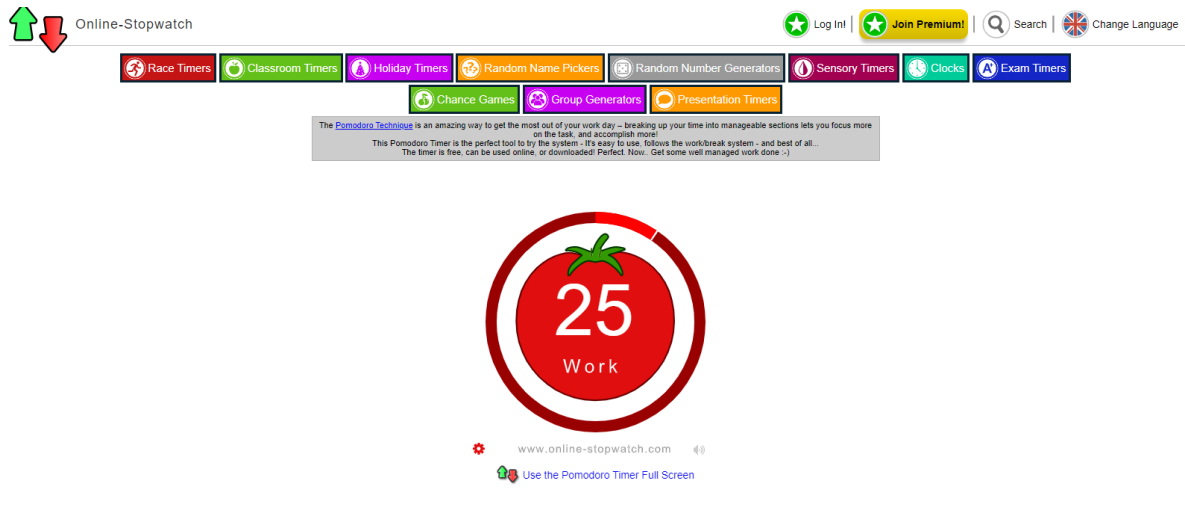 Online-Stopwatch
Log In! | Join Premium! | Search | Change Language
Race Timers Classroom Timers Holiday Timers Random Name Pickers Random Number Generators Sensory Timers Clocks Exam Timers
Chance Games Group Generators Presentation Timers
The Pomodoro Technique is an amazing way to get the most out of your work day -- breaking up your time into manageable sections lets you focus more
on the task, and accomplish more!
This Pomodoro Timer is the perfect tool to try the system - It's easy to use, follows the work/break system - and best of all...
The timer is free, can be used online, or downloaded! Perfect. Now.. Get some well managed work done :-)
25
Work
www.online-stopwatch.com
Use the Pomodoro Timer Full Screen